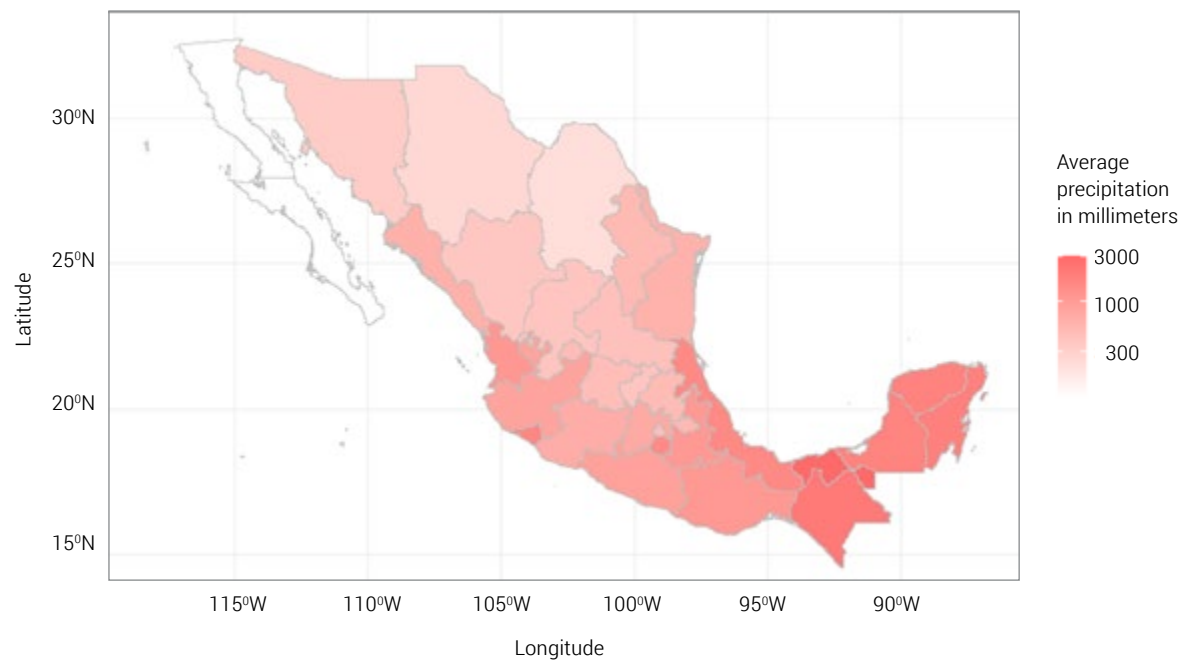 30⁰N
25⁰N
20⁰N
15⁰N
Latitude
115⁰W 110⁰W 105⁰W 100⁰W 95⁰W 90⁰W
Longitude
Average
precipitation
in millimeters
3000
1000
300